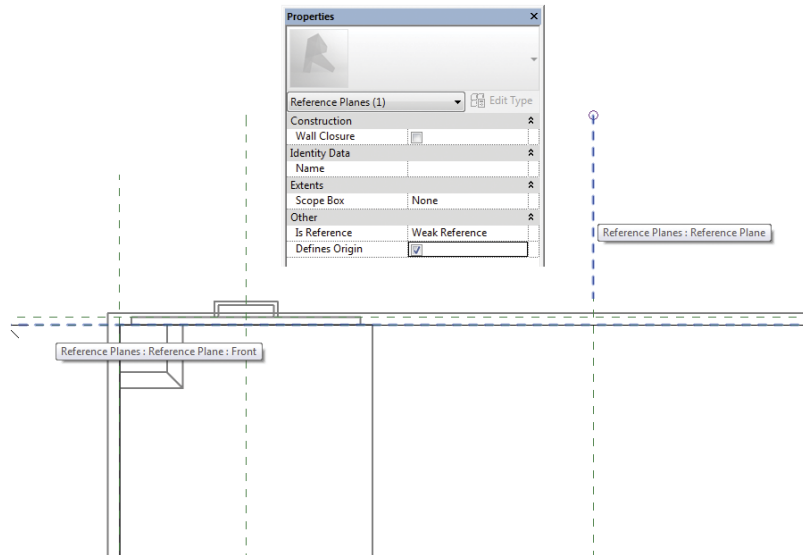 Properties
Reference Planes (1)
Edit Type
Construction
Wall Closure
Identity Data
Name
Extents
Scope Box None
Other
Is Reference Weak Reference
Defines Origin
Reference Planes : Reference Plane
Reference Planes : Reference Plane : Front